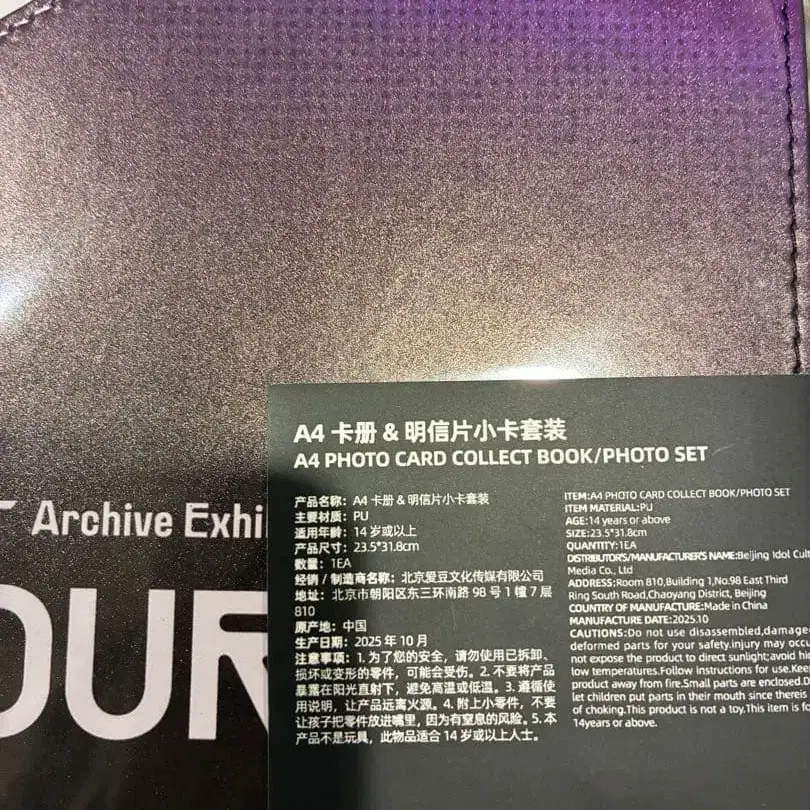 Archive Exhi
OUR
A4 卡册 & 明信片小卡套装
A4 PHOTO CARD COLLECT BOOK/PHOTO SET
产品名称：A4 卡册 & 明信片小卡套装
主要材质：PU
适用年龄：14 岁或以上
产品尺寸：23.5*31.8cm
数量：1EA
经销 / 制造商名称：北京爱豆文化传媒有限公司
地址：北京市朝阳区东三环南路 98 号 1 幢 7 层
810
原产地：中国
生产日期：2025 年 10 月
注意事项：1. 为了您的安全，请勿使用已拆卸、
损坏或变形的零件，可能会受伤。2. 不要将产品
暴露在阳光直射下，避免高温或低温。3. 遵循使
用说明，让产品远离火源。4. 附上小零件，不要
让孩子把零件放进嘴里，因为有窒息的风险。5. 本
产品不是玩具，此物品适合 14 岁或以上人士。
ITEM:A4 PHOTO CARD COLLECT BOOK/PHOTO SET
ITEM MATERIAL:PU
AGE:14 years or above
SIZE:23.5*31.8cm
QUANTITY:1EA
DISTRIBUTOR'S/MANUFACTURER'S NAME:Beijing Idol Cult
Media Co., Ltd
ADDRESS:Room 810,Building 1,No.98 East Third
Ring South Road,Chaoyang District, Beijing
COUNTRY OF MANUFACTURE:Made in China
MANUFACTURE DATE:2025.10
CAUTIONS:Do not use disassembled,damage
deformed parts for your safety.injury may occu
not expose the product to direct sunlight;avoid hi
low temperatures.Follow instructions for use.Keep
product away from fire.Small parts are enclosed.D
let children put parts in their mouth since thereis
of choking.This product is not a toy.This item is fo
14years or above.